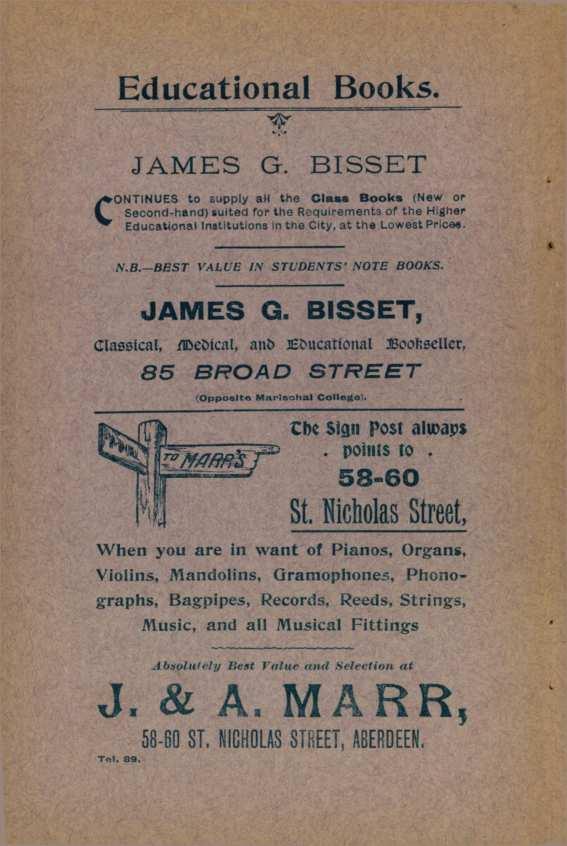 Educational Books.
JAMES G. BISSET
CONTINUES to supply all the Class Books (New or
Second-hand) suited for the Requirements of the Higher
Educational Institutions in the City, at the Lowest Prices.
N.B.—BEST VALUE IN STUDENTS' NOTE BOOKS.
JAMES G. BISSET,
Classical, Medical, and Educational Bookseller,
85 BROAD STREET
(Opposite Marischal College).
TO MARR'S
The Sign Post always
. points to .
58-60
St. Nicholas Street,
When you are in want of Pianos, Organs,
Violins, Mandolins, Gramophones, Phono-
graphs, Bagpipes, Records, Reeds, Strings,
Music, and all Musical Fittings
Absolutely Best Value and Selection at
J. & A. MARR,
58-60 ST. NICHOLAS STREET, ABERDEEN.
Tel. 89.